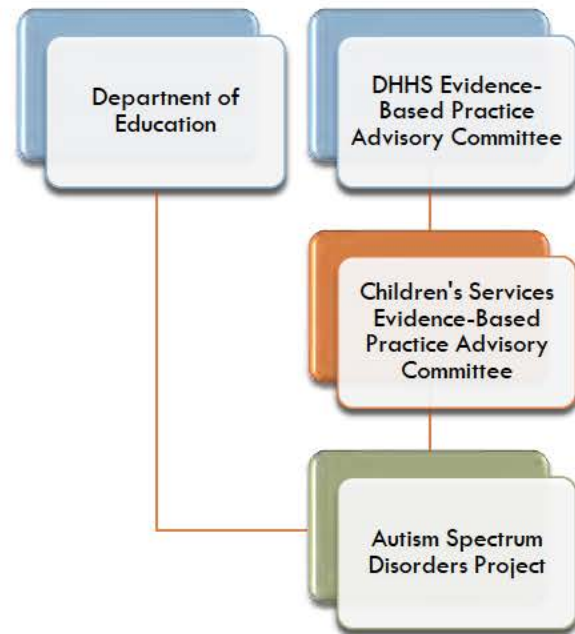 Department of
Education
DHHS Evidence-
Based Practice
Advisory Committee
Children's Services
Evidence-Based
Practice Advisory
Committee
Autism Spectrum
Disorders Project